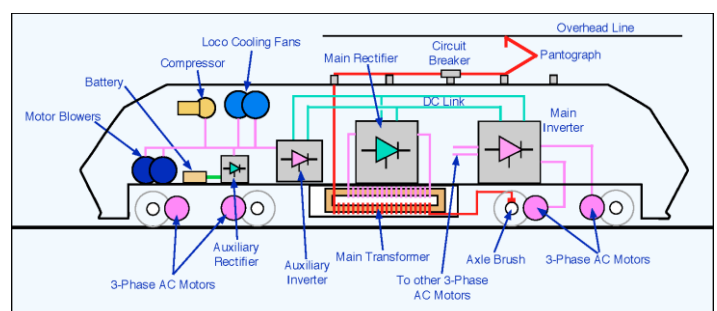 Overhead Line
Loco Cooling Fans
Circuit
Breaker
Main Rectifier
Pantograph
Compressor
Battery
Motor Blowers
DC Link
Main
Inverter
Auxiliary
Rectifier
3-Phase AC Motors
Auxiliary
Inverter
Main Transformer
To other 3-Phase
AC Motors
Axle Brush
3-Phase AC Motors